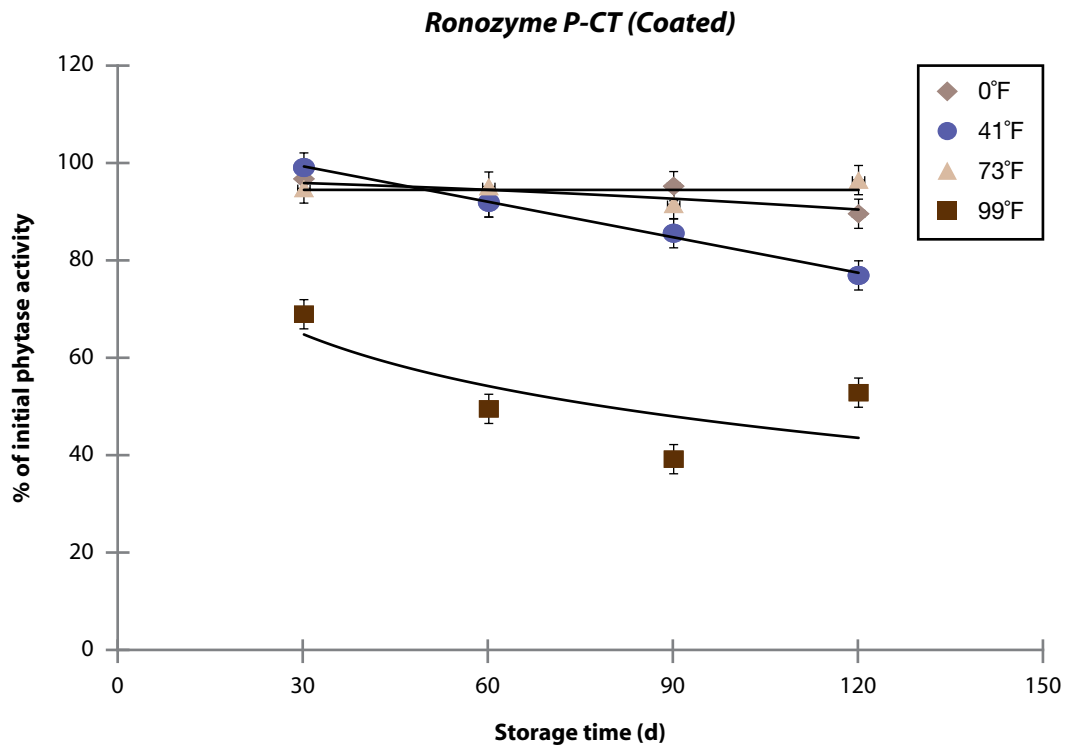 Ronozyme P-CT (Coated)
120
100
80
60
40
20
0
% of initial phytase activity
0
30
60
90
120
150
Storage time (d)
0°F
41°F
73°F
99°F